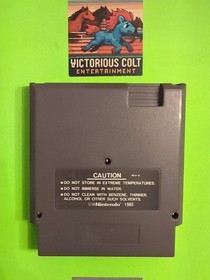 VICTORIOUS COLT
ENTERTAINMENT
CAUTION
• DO NOT STORE IN EXTREME TEMPERATURES.
• DO NOT IMMERSE IN WATER.
• DO NOT CLEAN WITH BENZENE, THINNER,
ALCOHOL OR OTHER SUCH SOLVENTS.
©Nintendo 1985